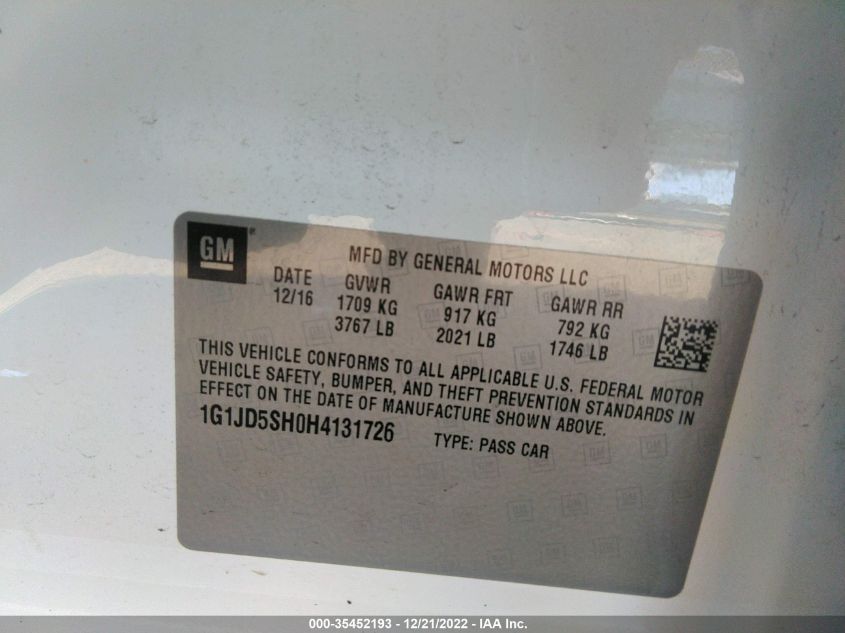 GM
MFD BY GENERAL MOTORS LLC
DATE GVWR GAWR FRT GAWR RR
12/16 1709 KG 917 KG 792 KG
3767 LB 2021 LB 1746 LB
THIS VEHICLE CONFORMS TO ALL APPLICABLE U.S. FEDERAL MOTOR
VEHICLE SAFETY, BUMPER, AND THEFT PREVENTION STANDARDS IN
EFFECT ON THE DATE OF MANUFACTURE SHOWN ABOVE.
1G1JD5SH0H4131726 TYPE: PASS CAR
000-35452193 - 12/21/2022 - IAA Inc.